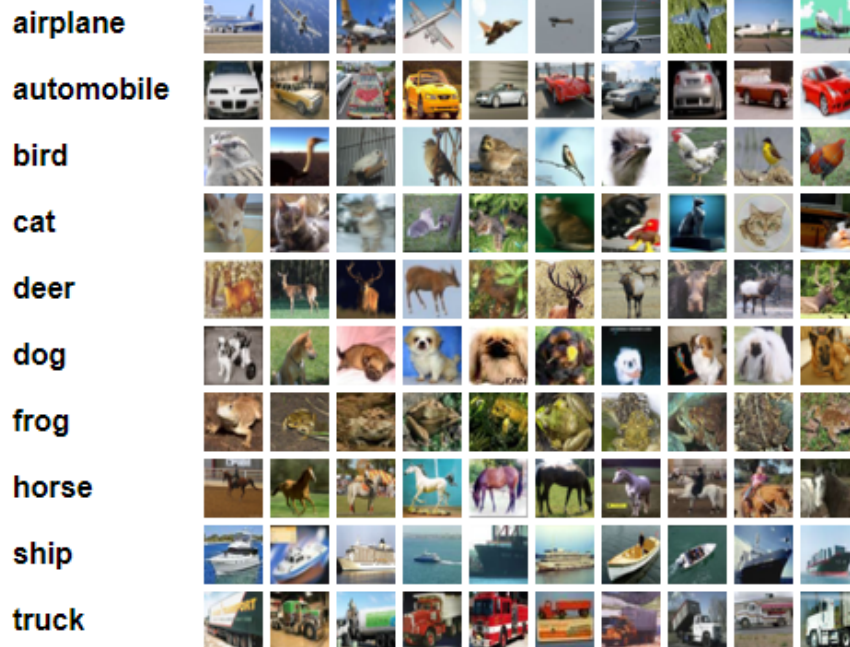 airplane
automobile
bird
cat
deer
dog
frog
horse
ship
truck